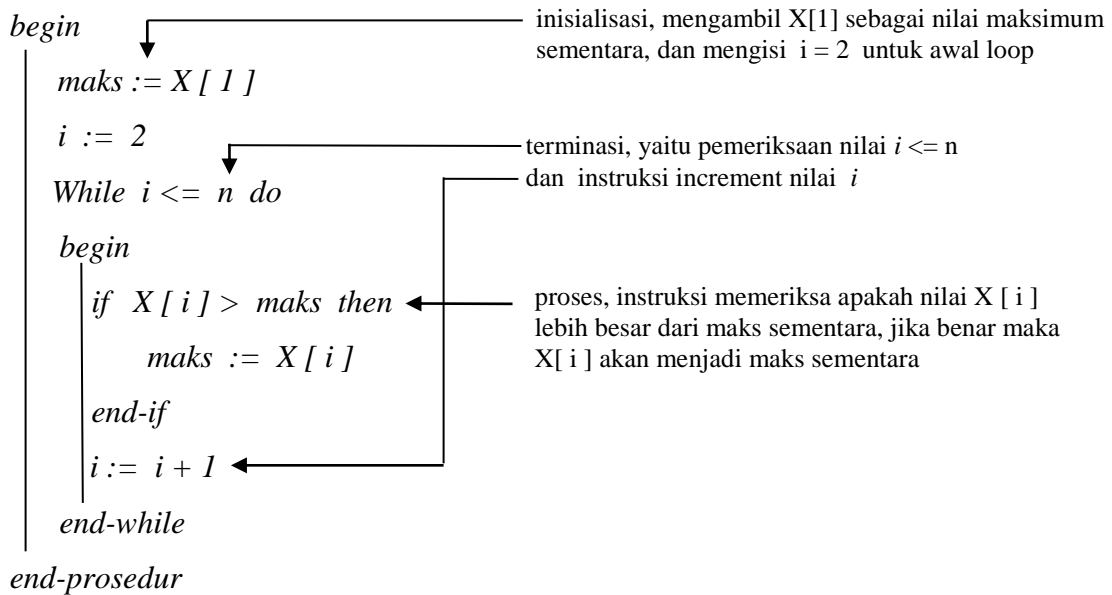 begin
inisialisasi, mengambil X[1] sebagai nilai maksimum
sementara, dan mengisi i = 2 untuk awal loop
maks := X [ 1 ]
i := 2
terminasi, yaitu pemeriksaan nilai i <= n
dan instruksi increment nilai i
While i <= n do
begin
if X [ i ] > maks then
proses, instruksi memeriksa apakah nilai X [ i ]
lebih besar dari maks sementara, jika benar maka
X[ i ] akan menjadi maks sementara
maks := X [ i ]
end-if
i := i + 1
end-while
end-prosedur